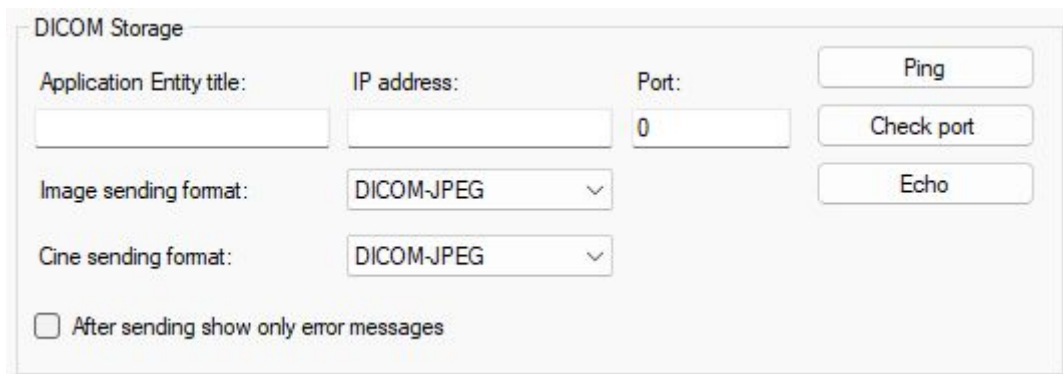 DICOM Storage
Application Entity title: IP address: Port: Ping
0 Check port
Image sending format: DICOM-JPEG Echo
Cine sending format: DICOM-JPEG
After sending show only error messages